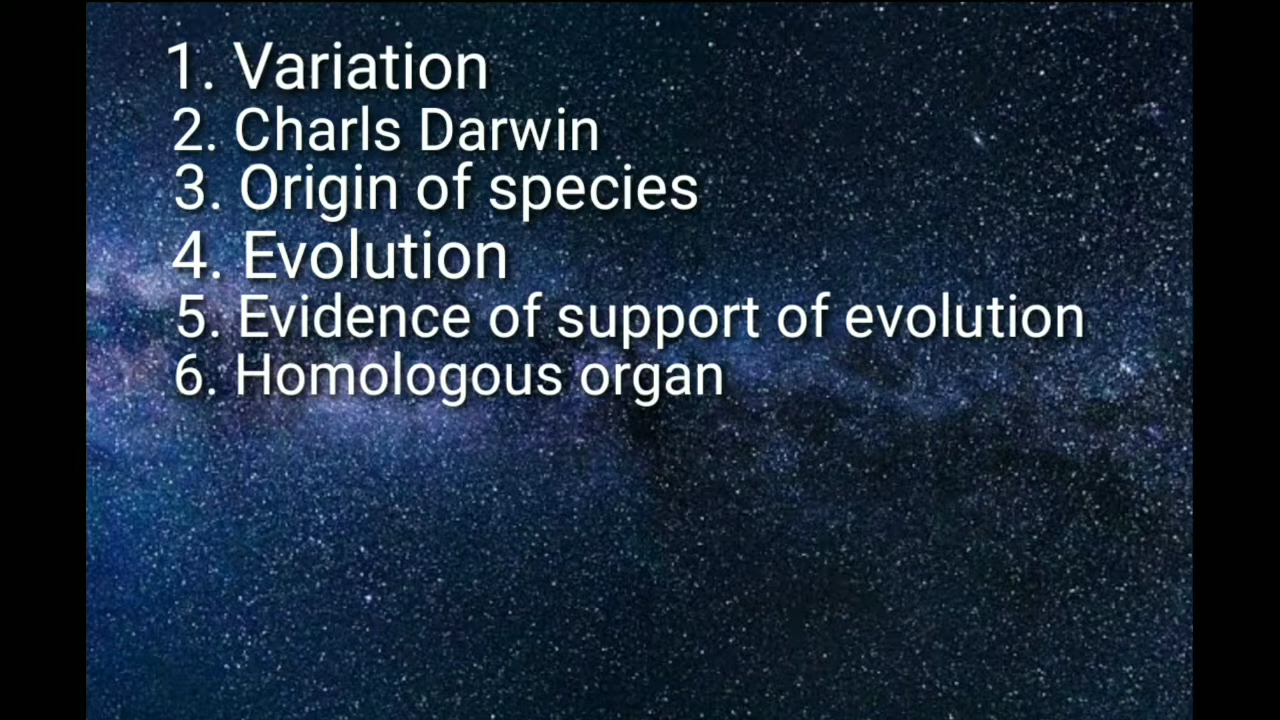 1. Variation
2. Charls Darwin
3. Origin of species
4. Evolution
5. Evidence of support of evolution
6. Homologous organ